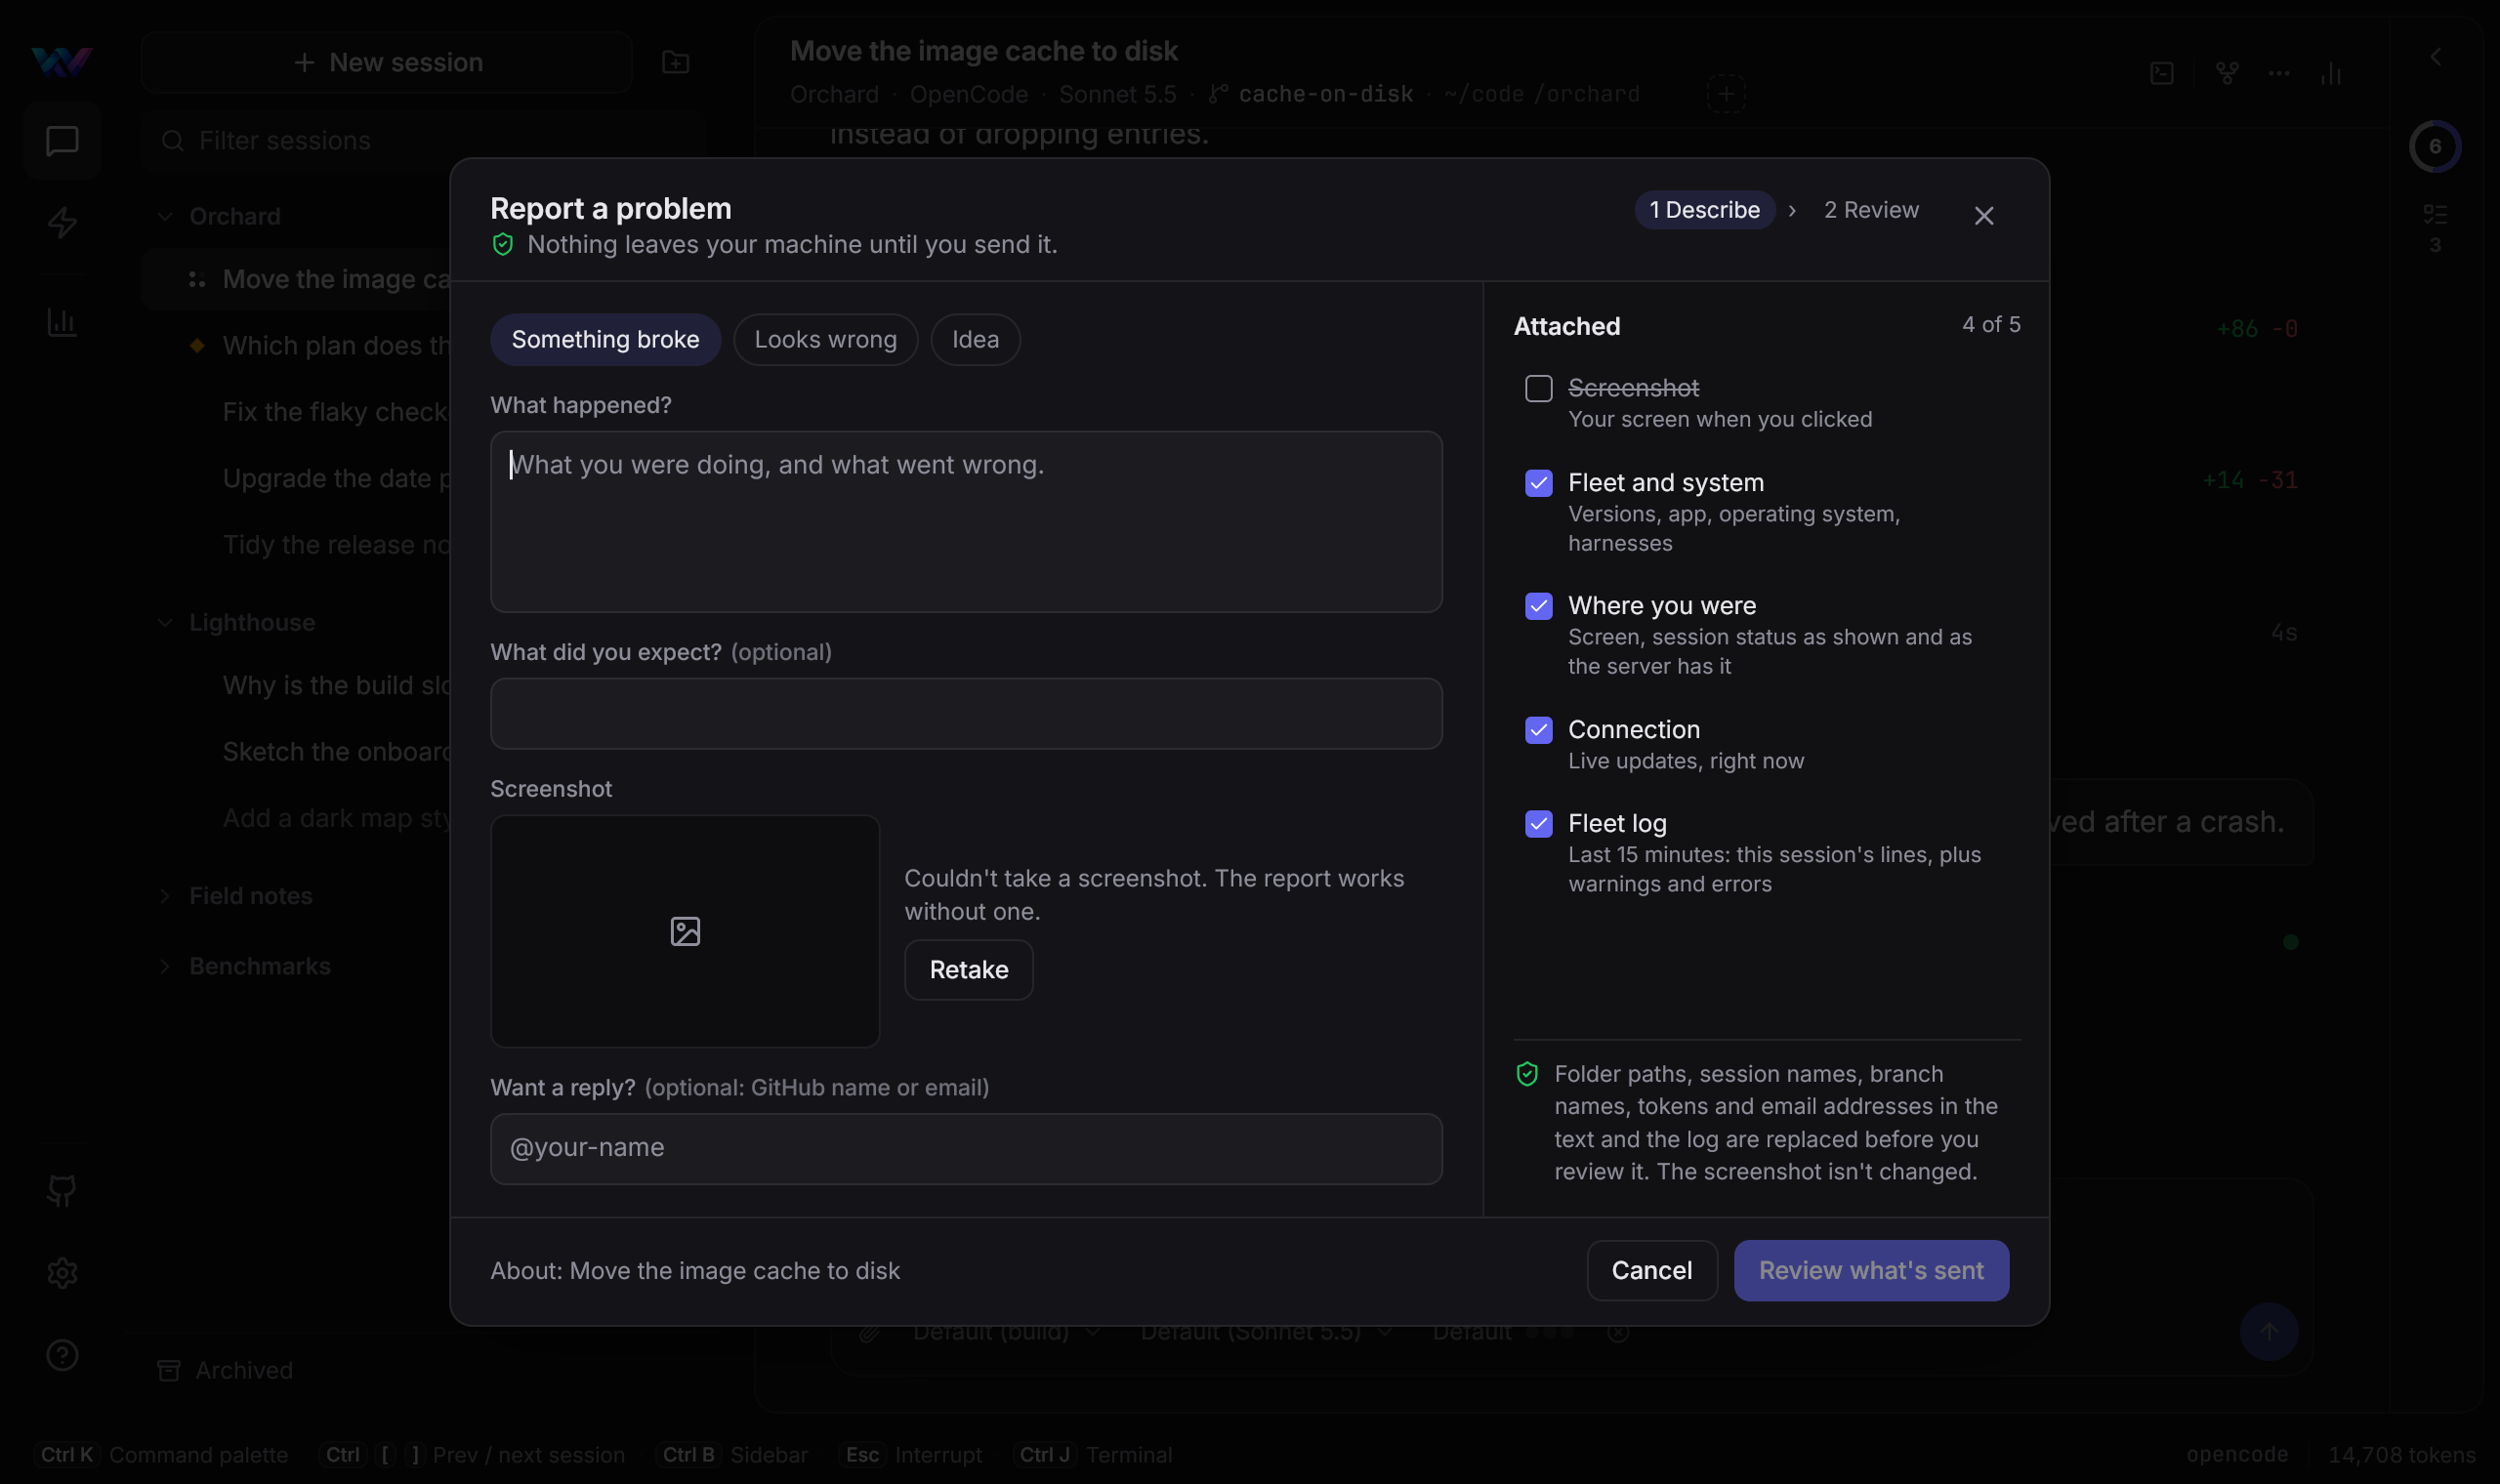 New session
Filter sessions
Orchard
Move the image ca
Which plan does th
Fix the flaky check
Upgrade the date p
Tidy the release no
Lighthouse
Why is the build slo
Sketch the onboard
Add a dark map sty
Field notes
Benchmarks
Archived
Move the image cache to disk
Orchard · OpenCode · Sonnet 5.5 · cache-on-disk · ~/code/orchard
instead of dropping entries.
6
3
+86 -0
+14 -31
4s
ved after a crash.
Report a problem
Nothing leaves your machine until you send it.
1 Describe › 2 Review
Something broke
Looks wrong
Idea
What happened?
What you were doing, and what went wrong.
What did you expect? (optional)
Screenshot
Couldn't take a screenshot. The report works
without one.
Retake
Want a reply? (optional: GitHub name or email)
@your-name
Attached
4 of 5
Screenshot
Your screen when you clicked
Fleet and system
Versions, app, operating system,
harnesses
Where you were
Screen, session status as shown and as
the server has it
Connection
Live updates, right now
Fleet log
Last 15 minutes: this session's lines, plus
warnings and errors
Folder paths, session names, branch
names, tokens and email addresses in the
text and the log are replaced before you
review it. The screenshot isn't changed.
About: Move the image cache to disk
Cancel
Review what's sent
Default (build)
Default (Sonnet 5.5)
Default
Ctrl K Command palette
Ctrl [ ] Prev / next session
Ctrl B Sidebar
Esc Interrupt
Ctrl J Terminal
opencode
14,708 tokens